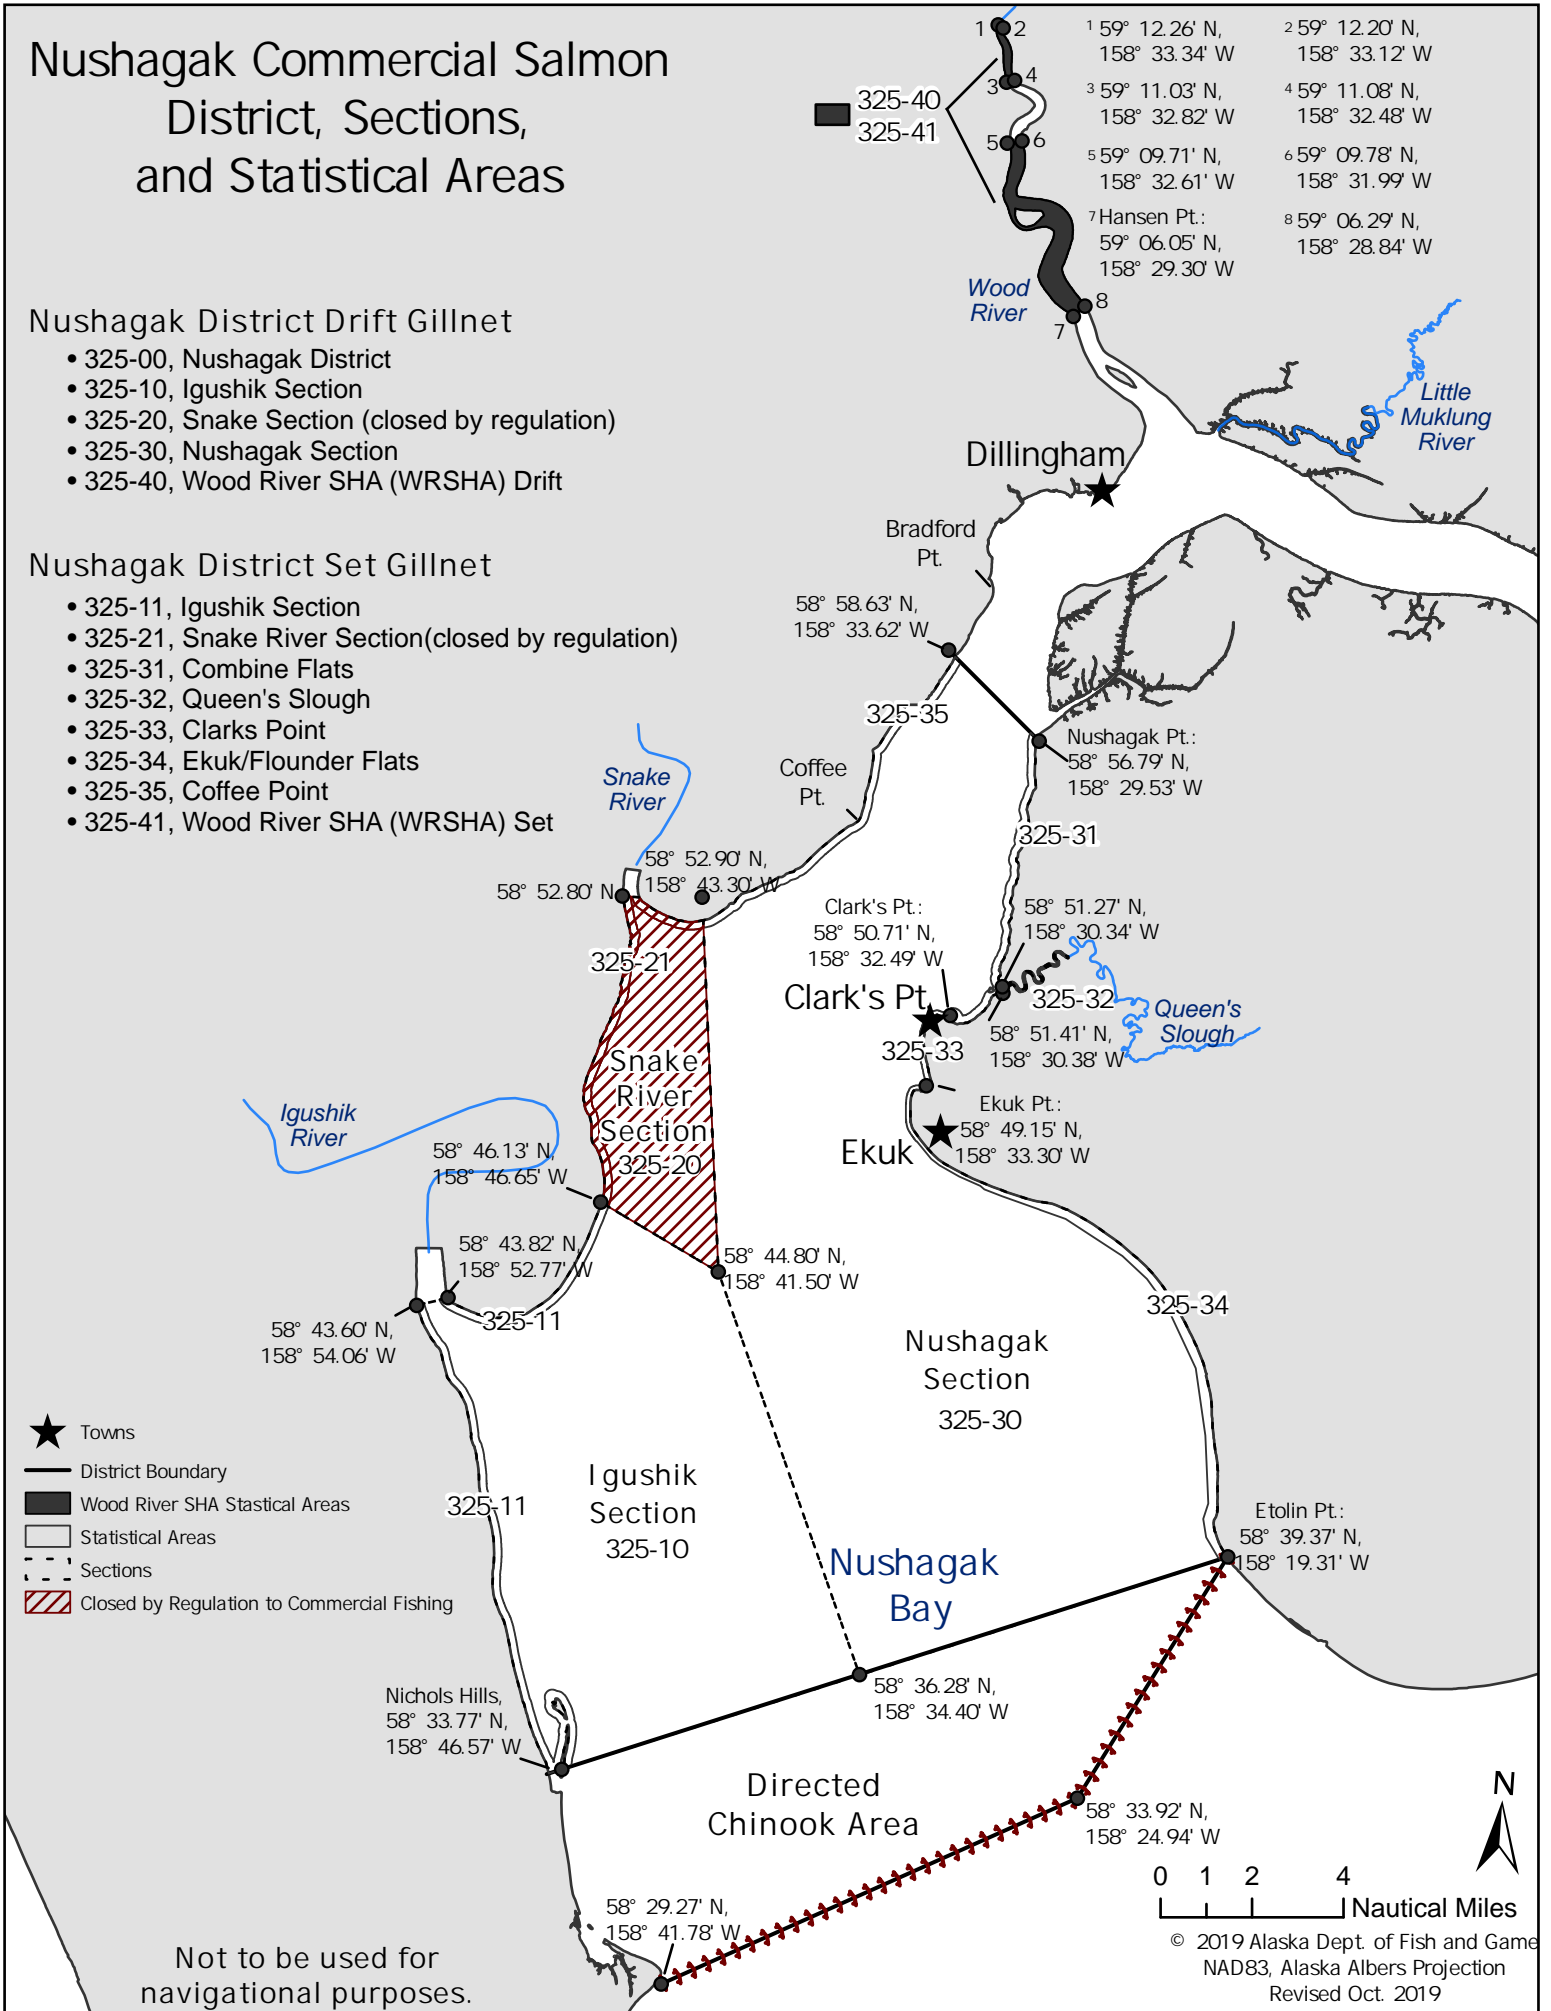 Nushagak Commercial Salmon
District, Sections,
and Statistical Areas
Nushagak District Drift Gillnet
• 325-00, Nushagak District
• 325-10, Igushik Section
• 325-20, Snake Section (closed by regulation)
• 325-30, Nushagak Section
• 325-40, Wood River SHA (WRSHA) Drift
Nushagak District Set Gillnet
• 325-11, Igushik Section
• 325-21, Snake River Section(closed by regulation)
• 325-31, Combine Flats
• 325-32, Queen's Slough
• 325-33, Clarks Point
• 325-34, Ekuk/Flounder Flats
• 325-35, Coffee Point
• 325-41, Wood River SHA (WRSHA) Set
325-40
325-41
1
2
3
4
5
6
7
8
1 59° 12.26' N,
158° 33.34' W
2 59° 12.20' N,
158° 33.12' W
3 59° 11.03' N,
158° 32.82' W
4 59° 11.08' N,
158° 32.48' W
5 59° 09.71' N,
158° 32.61' W
6 59° 09.78' N,
158° 31.99' W
7 Hansen Pt.:
59° 06.05' N,
158° 29.30' W
8 59° 06.29' N,
158° 28.84' W
Wood
River
Little
Muklung
River
Dillingham
Bradford
Pt.
58° 58.63' N,
158° 33.62' W
325-35
Nushagak Pt.:
58° 56.79' N,
158° 29.53' W
Snake
River
Coffee
Pt.
325-31
58° 52.90' N,
158° 43.30' W
58° 52.80' N
Clark's Pt.:
58° 50.71' N,
158° 32.49' W
58° 51.27' N,
158° 30.34' W
325-21
Clark's Pt.
325-32
Queen's
Slough
58° 51.41' N,
158° 30.38' W
325-33
Snake
River
Section
325-20
Igushik
River
Ekuk Pt.:
58° 49.15' N,
158° 33.30' W
Ekuk
58° 46.13' N,
158° 46.65' W
58° 43.82' N,
158° 52.77' W
58° 44.80' N,
158° 41.50' W
325-11
325-34
58° 43.60' N,
158° 54.06' W
Nushagak
Section
325-30
Towns
District Boundary
Wood River SHA Stastical Areas
Statistical Areas
Sections
Closed by Regulation to Commercial Fishing
325-11
Igushik
Section
325-10
Etolin Pt.:
58° 39.37' N,
158° 19.31' W
Nushagak
Bay
58° 36.28' N,
158° 34.40' W
Nichols Hills,
58° 33.77' N,
158° 46.57' W
Directed
Chinook Area
58° 33.92' N,
158° 24.94' W
N
0 1 2 4
Nautical Miles
58° 29.27' N,
158° 41.78' W
© 2019 Alaska Dept. of Fish and Game
NAD83, Alaska Albers Projection
Revised Oct. 2019
Not to be used for
navigational purposes.